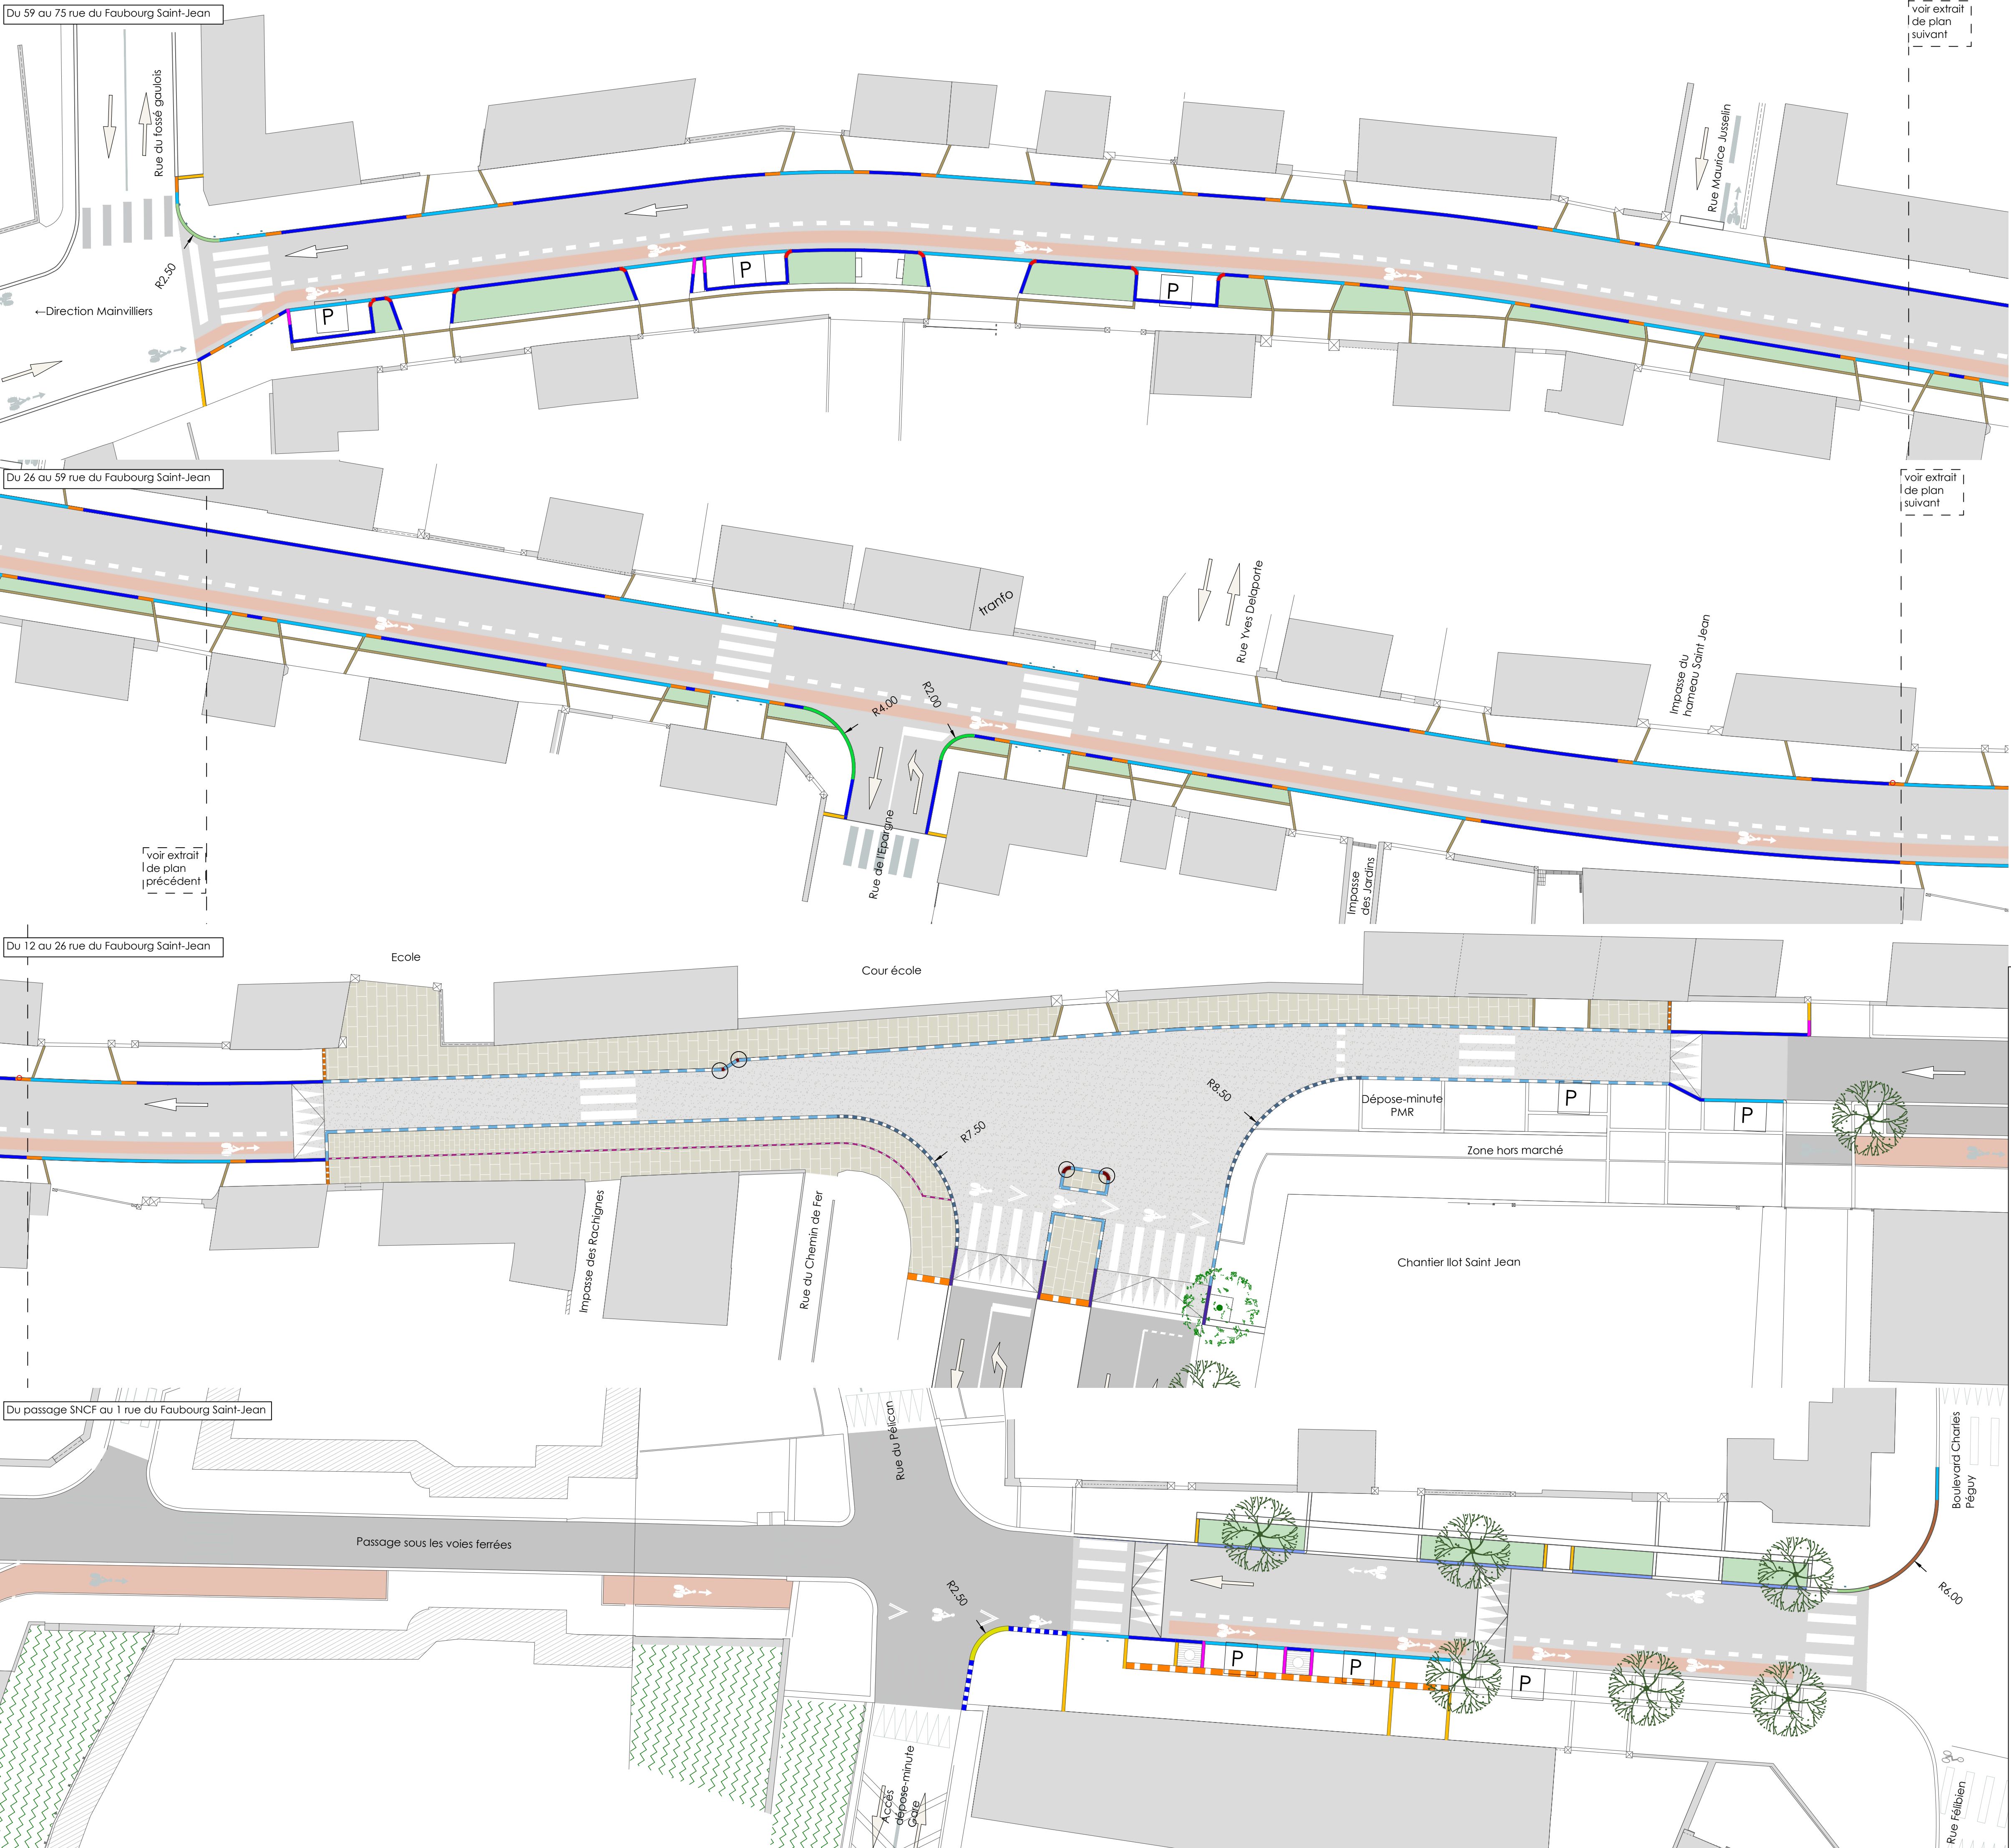 Du 59 au 75 rue du Faubourg Saint-Jean
voir extrait
de plan
suivant
Rue du fossé gaulois
Rue Maurice Jusselin
R2.50
←Direction Mainvilliers
P
P
P
Du 26 au 59 rue du Faubourg Saint-Jean
voir extrait
de plan
suivant
tranfo
Rue Yves Delaporte
Impasse du
hameau Saint Jean
R4.00
R2.00
voir extrait
de plan
précédent
Rue de l'Epargne
Impasse
des Jardins
Du 12 au 26 rue du Faubourg Saint-Jean
Ecole
Cour école
R8.50
Dépose-minute
PMR
P
P
R7.50
Zone hors marché
Impasse des Rachignes
Rue du Chemin de Fer
Chantier Ilot Saint Jean
Du passage SNCF au 1 rue du Faubourg Saint-Jean
Rue du Pélican
Boulevard Charles
Péguy
Passage sous les voies ferrées
R2.50
R6.00
P
P
P
Accès
dépose-minute
Gare
Rue Félibien